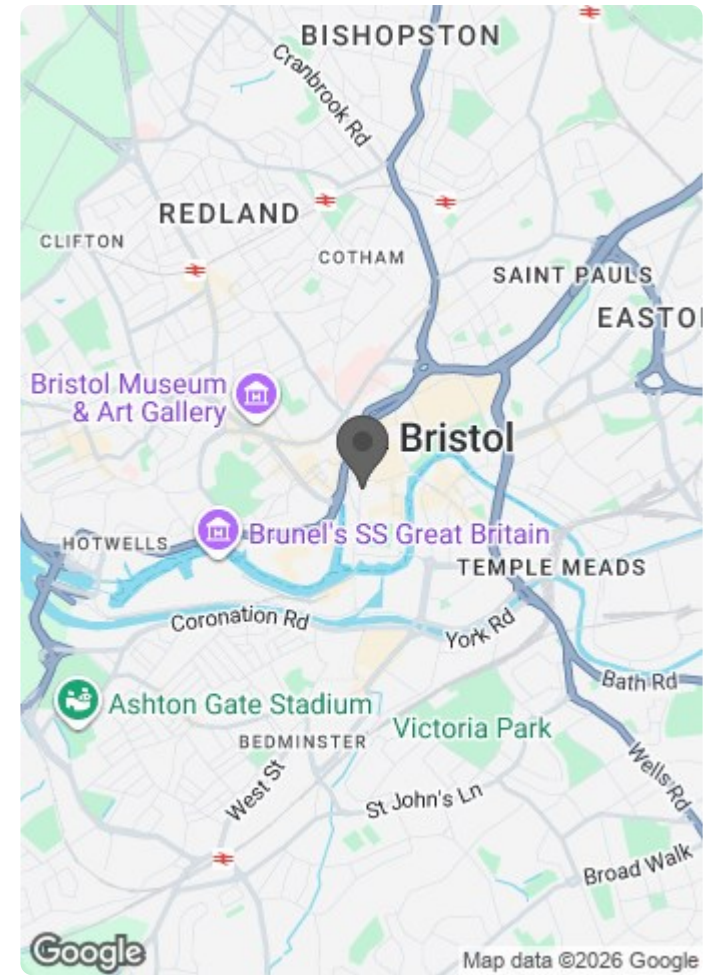 BISHOPSTON
Cranbrook Rd
REDLAND
CLIFTON
COTHAM
SAINT PAULS
EASTO
Bristol Museum
& Art Gallery
Bristol
Brunel's SS Great Britain
HOTWELLS
TEMPLE MEADS
Coronation Rd
York Rd
Bath Rd
Ashton Gate Stadium
Victoria Park
BEDMINSTER
Wells Rd
West St
St John's Ln
Broad Walk
Google
Map data ©2026 Google